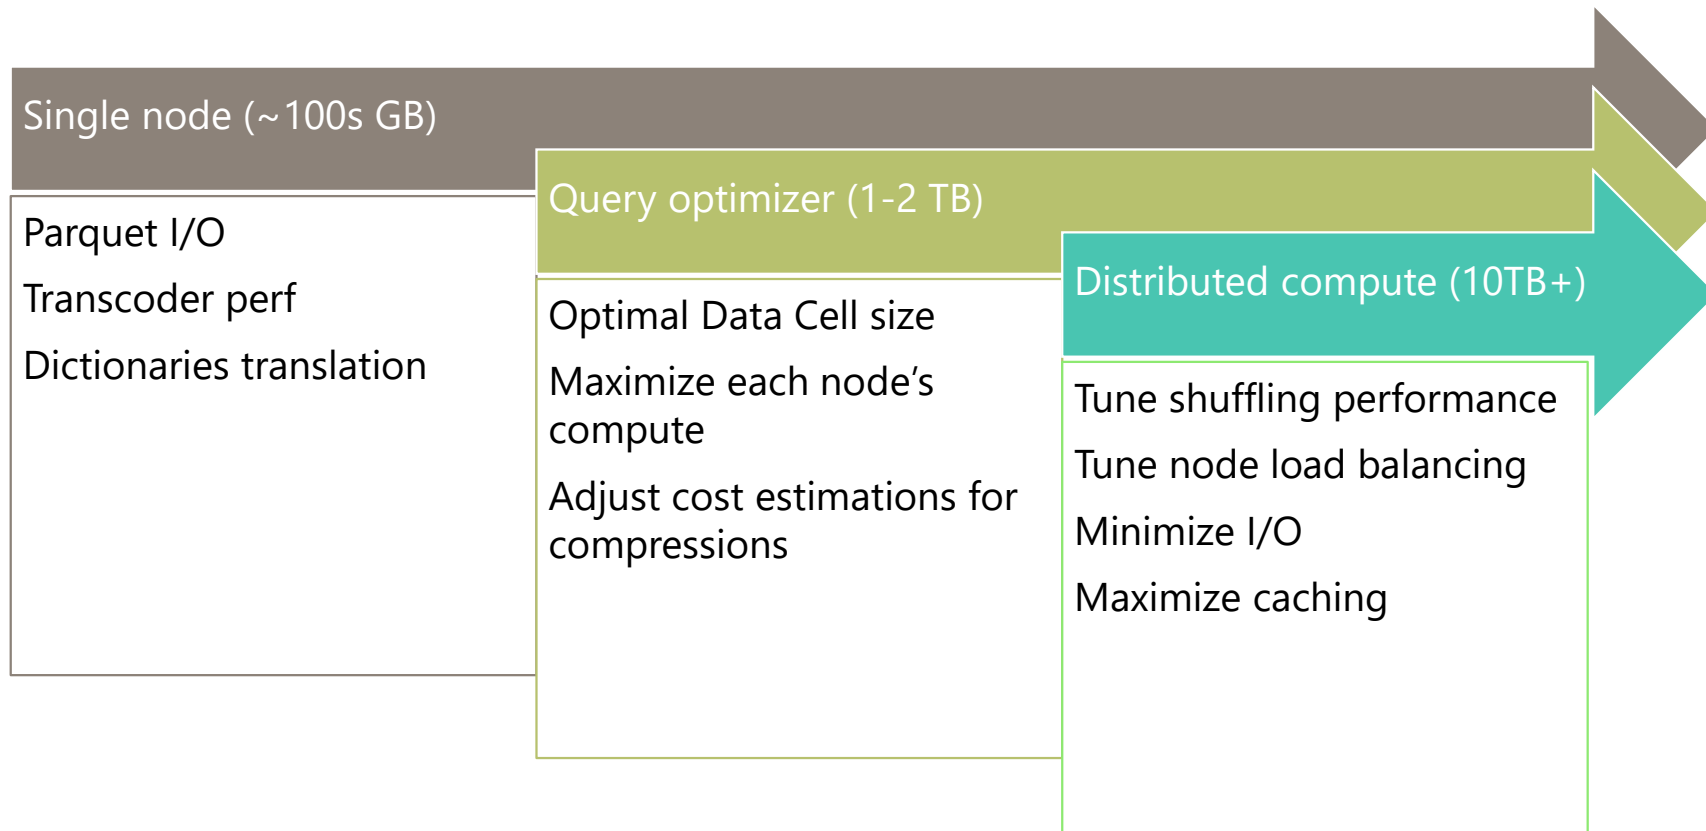 Single node (~100s GB)
Parquet I/O
Transcoder perf
Dictionaries translation
Query optimizer (1-2 TB)
Optimal Data Cell size
Maximize each node’s
compute
Adjust cost estimations for
compressions
Distributed compute (10TB+)
Tune shuffling performance
Tune node load balancing
Minimize I/O
Maximize caching